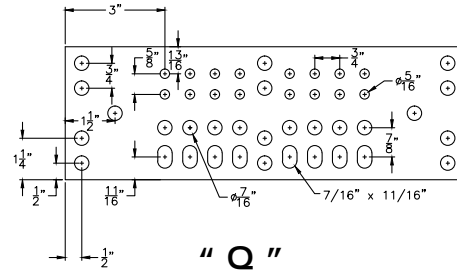 3"
5/8" 13/16" 3/4"
3/4" ⌀5/16"
1 1/2"
1 1/4" 7/8"
1/2" 11/16" ⌀7/16" 7/16" x 11/16"
1/2"
" Q "